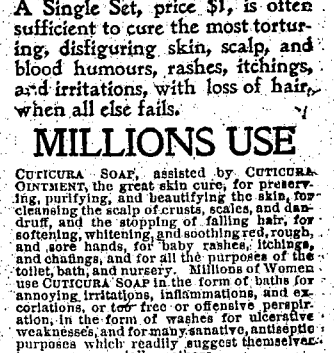 A Single Set, price $1, is often
sufficient to cure the most tortur-
ing, disfiguring skin, scalp, and
blood humours, rashes, itchings,
and irritations, with loss of hair,
when all else fails.
MILLIONS USE
CUTICURA SOAP, assisted by CUTICURA
OINTMENT, the great skin cure, for preserv-
ing, purifying, and beautifying the skin, for
cleansing the scalp of crusts, scales, and dan-
druff, and the stopping of falling hair, for
softening, whitening, and soothing red, rough,
and sore hands, for baby rashes, itchings,
and chafings, and for all the purposes of the
toilet, bath, and nursery. Millions of Women
use CUTICURA SOAP in the form of baths for
annoying irritations, inflammations, and ex-
coriations, or too free or offensive perspir-
ation, in the form of washes for ulcerative
weaknesses, and for many sanative, antiseptic
purposes which readily suggest themselves